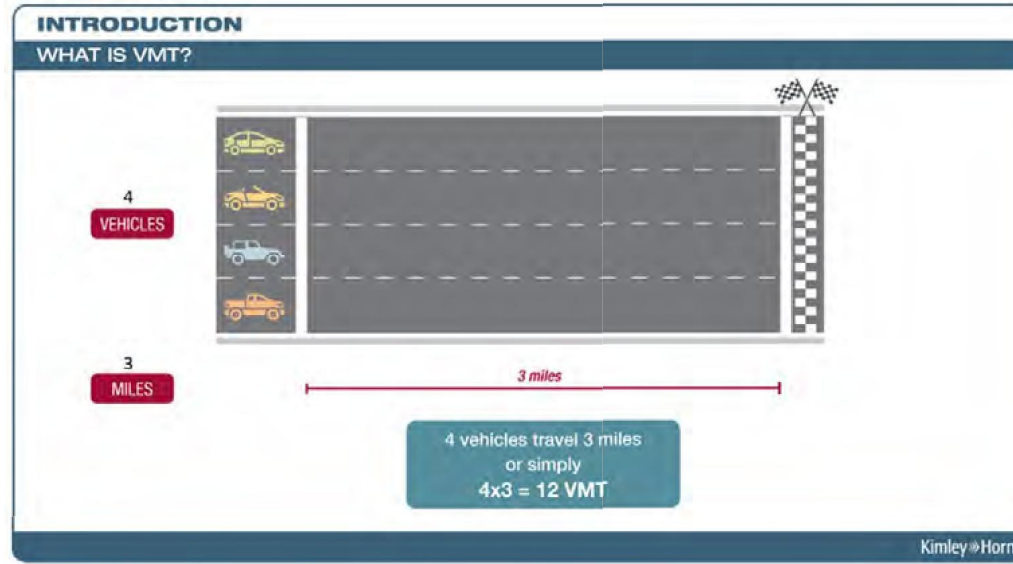 INTRODUCTION
WHAT IS VMT?
4
VEHICLES
3
MILES
3 miles
4 vehicles travel 3 miles
or simply
4x3 = 12 VMT
Kimley»Horn